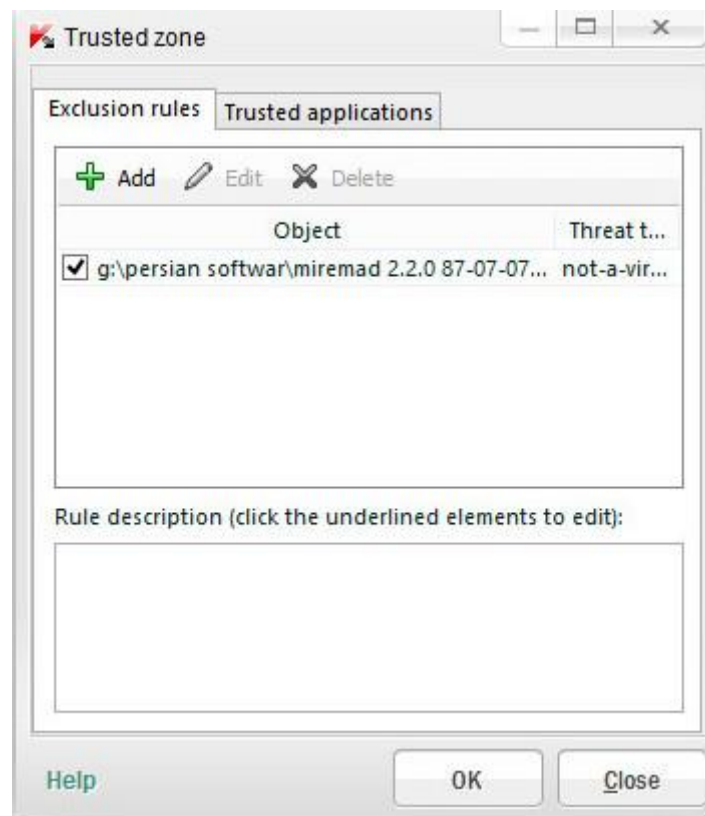 Trusted zone
Exclusion rules Trusted applications
Add Edit Delete
Object Threat t...
g:\persian softwar\miremad 2.2.0 87-07-07... not-a-vir...
Rule description (click the underlined elements to edit):
Help OK Close